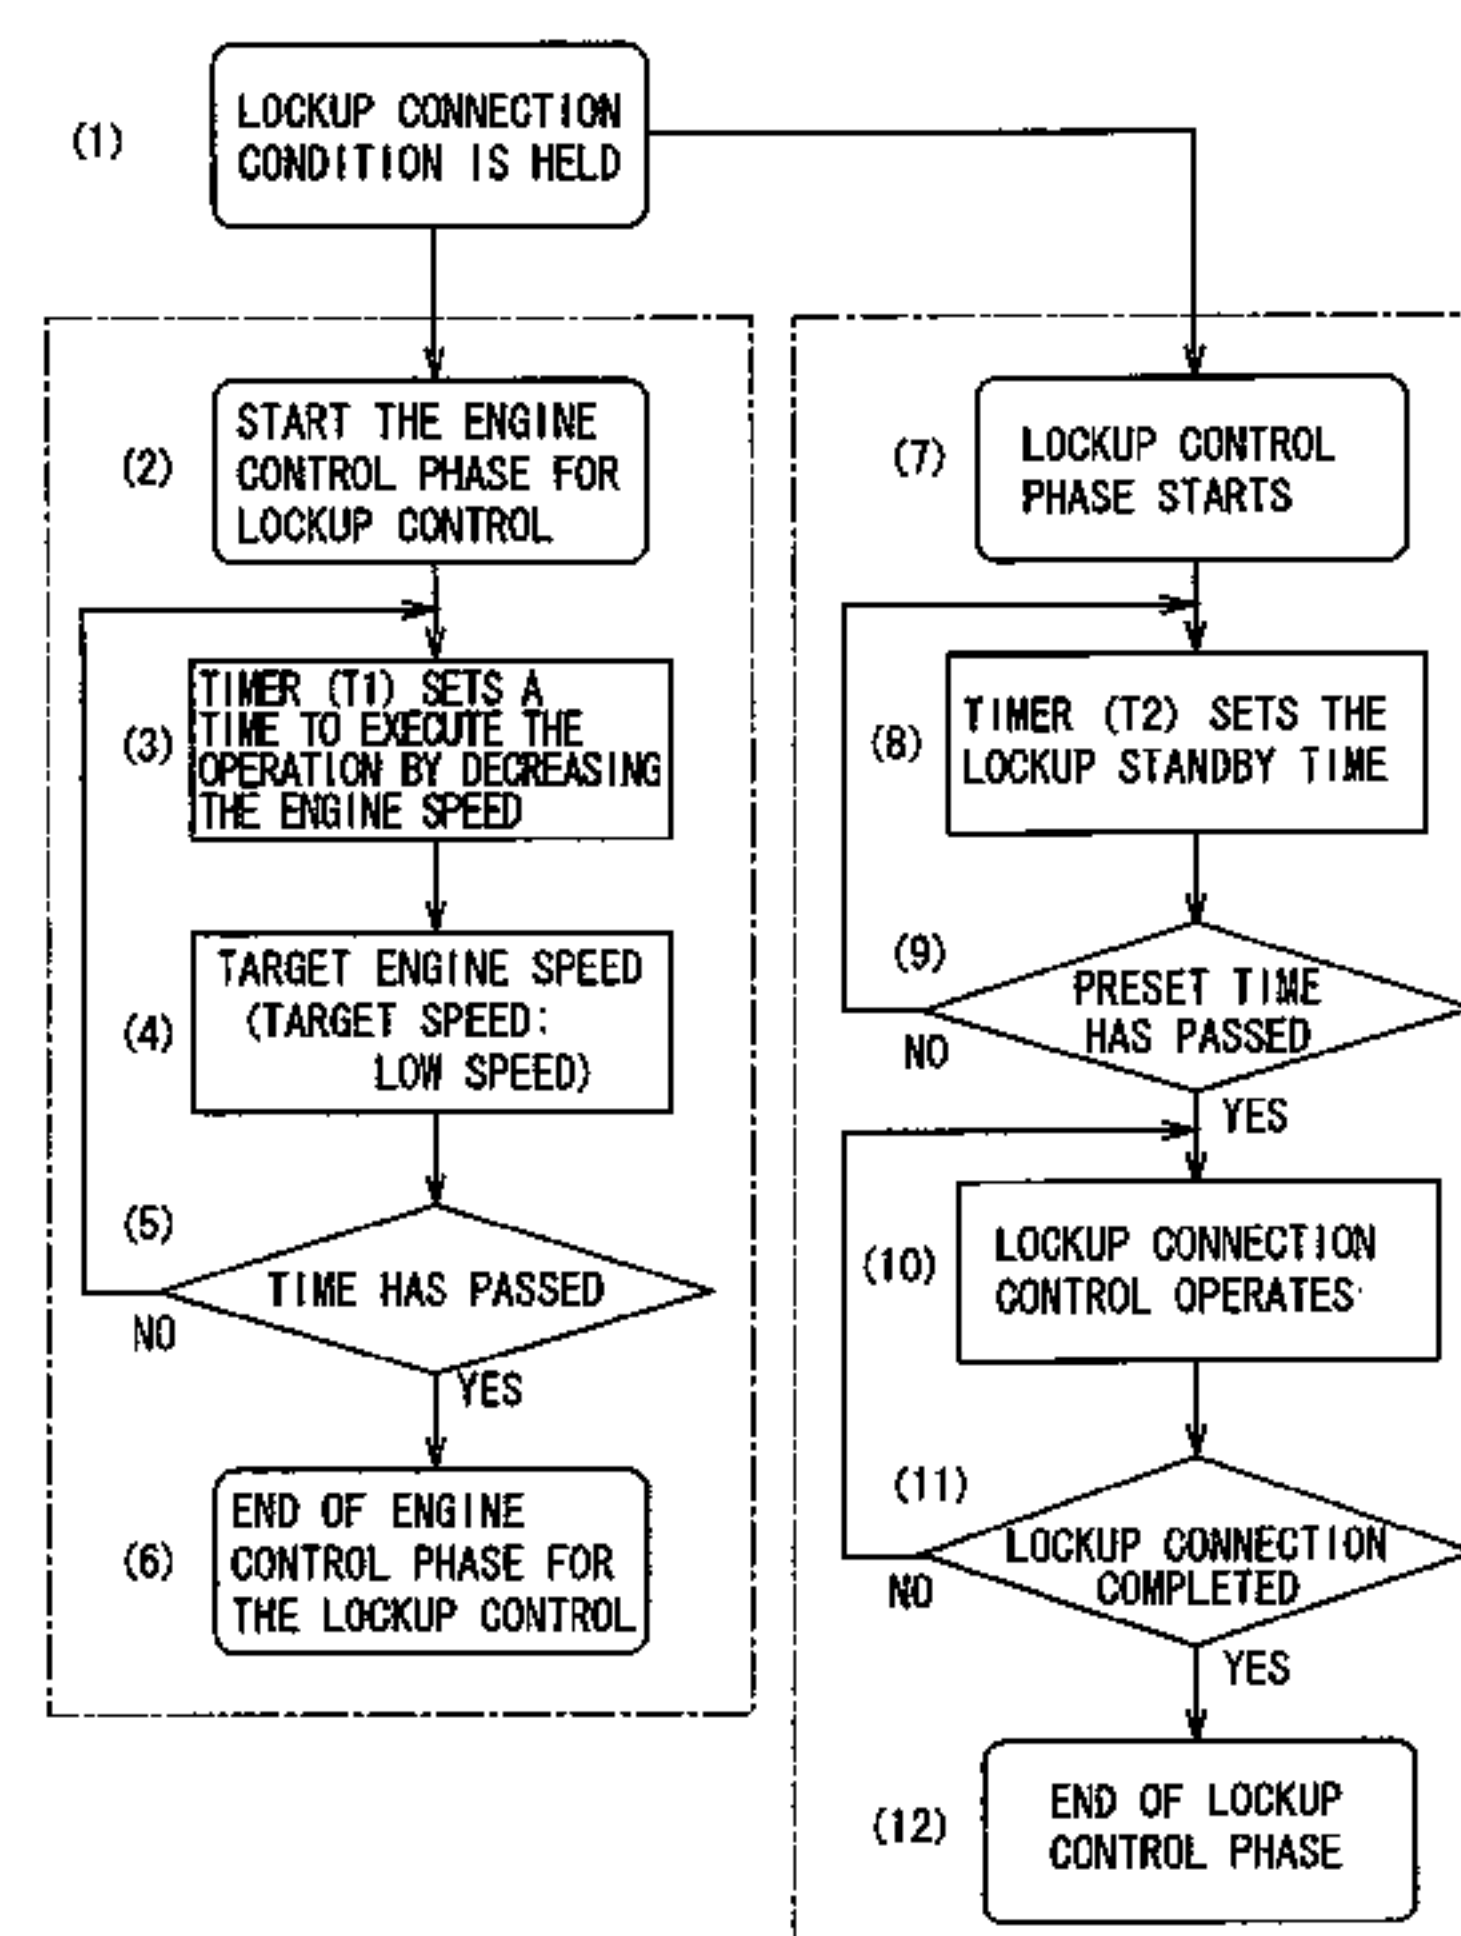 (1)
LOCKUP CONNECTION
CONDITION IS HELD
(2)
START THE ENGINE
CONTROL PHASE FOR
LOCKUP CONTROL
(3)
TIMER (T1) SETS A
TIME TO EXECUTE THE
OPERATION BY DECREASING
THE ENGINE SPEED
(4)
TARGET ENGINE SPEED
(TARGET SPEED:
LOW SPEED)
(5)
TIME HAS PASSED
NO
YES
(6)
END OF ENGINE
CONTROL PHASE FOR
THE LOCKUP CONTROL
(7)
LOCKUP CONTROL
PHASE STARTS
(8)
TIMER (T2) SETS THE
LOCKUP STANDBY TIME
(9)
PRESET TIME
HAS PASSED
NO
YES
(10)
LOCKUP CONNECTION
CONTROL OPERATES
(11)
LOCKUP CONNECTION
COMPLETED
NO
YES
(12)
END OF LOCKUP
CONTROL PHASE